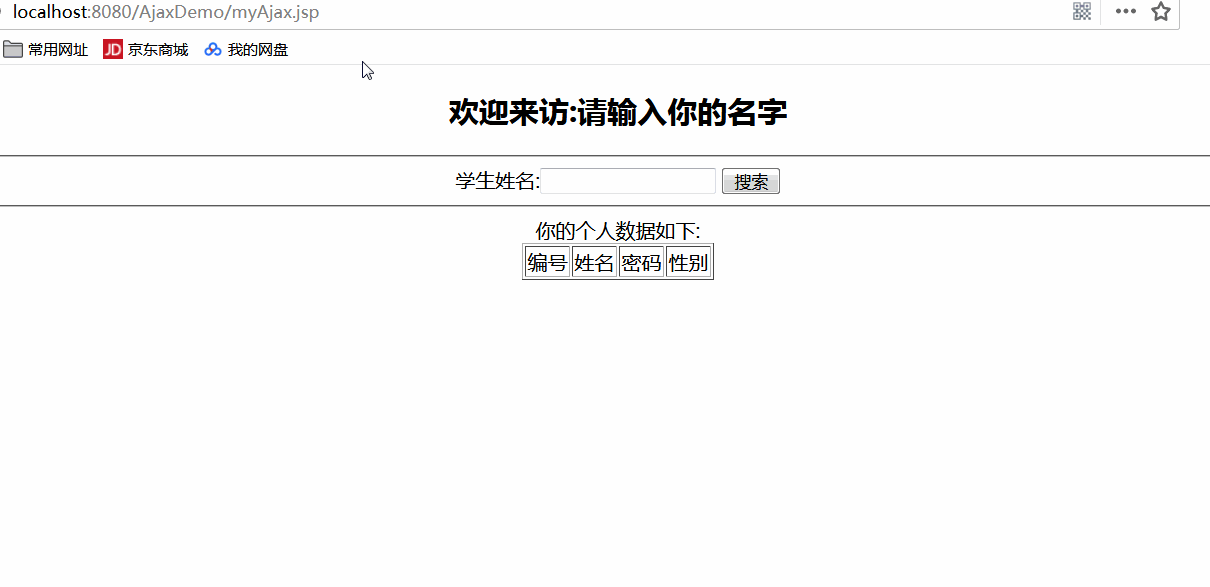 localhost:8080/AjaxDemo/myAjax.jsp
常用网址 JD 京东商城 我的网盘
欢迎来访:请输入你的名字
学生姓名: 搜索
你的个人数据如下:
编号 姓名 密码 性别